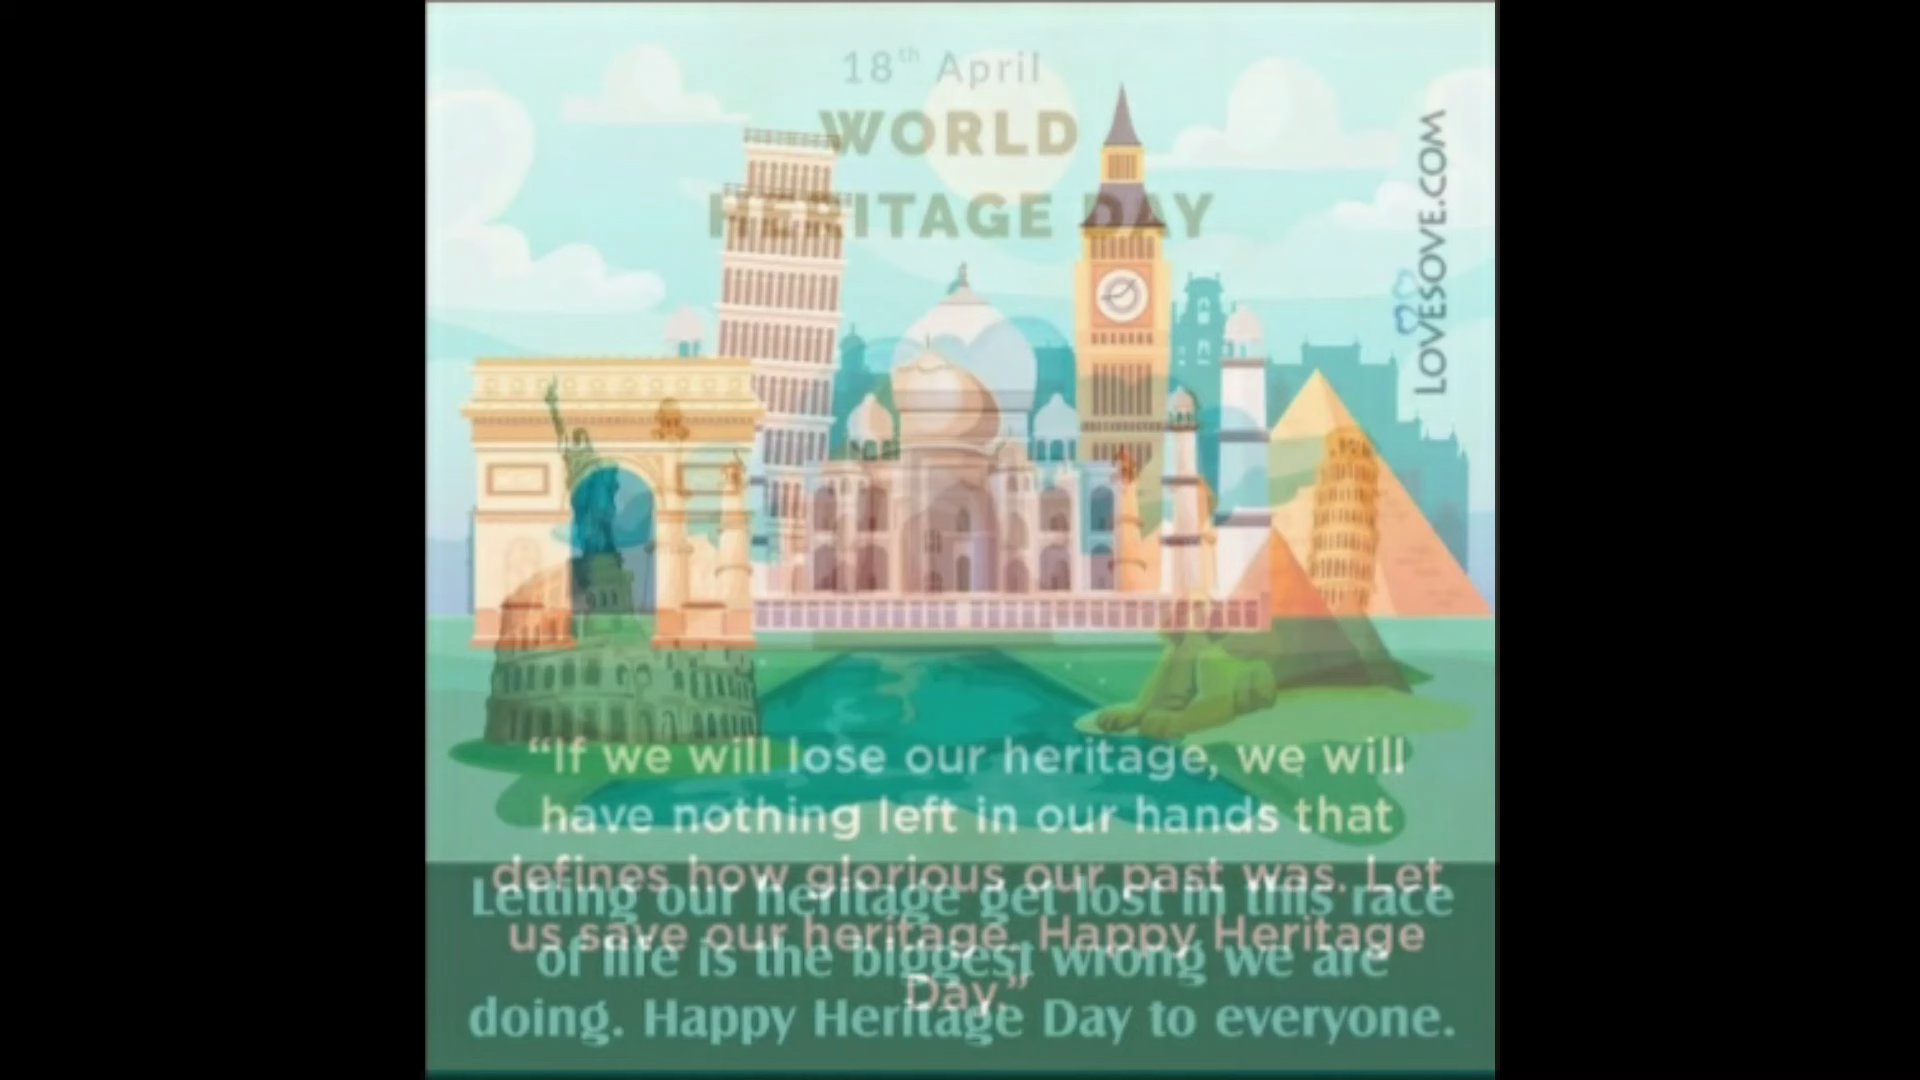 18th April
WORLD
HERITAGE DAY
LOVESOVE.COM
“If we will lose our heritage, we will
have nothing left in our hands that
defines how glorious our past was. Let
us save our heritage. Happy Heritage
Day.”
Letting our heritage get lost in this race
of life is the biggest wrong we are
doing. Happy Heritage Day to everyone.